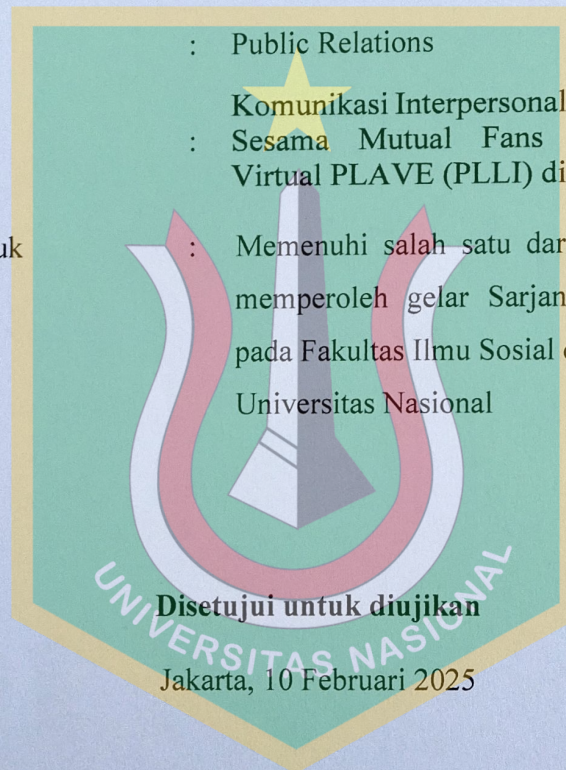 : Public Relations
Komunikasi Interpersonal
: Sesama Mutual Fans
Virtual PLAVE (PLLI) di
uk : Memenuhi salah satu dar
memperoleh gelar Sarjan
pada Fakultas Ilmu Sosial
Universitas Nasional
Disetujui untuk diujikan
UNIVERSITAS NASIONAL
Jakarta, 10 Februari 2025